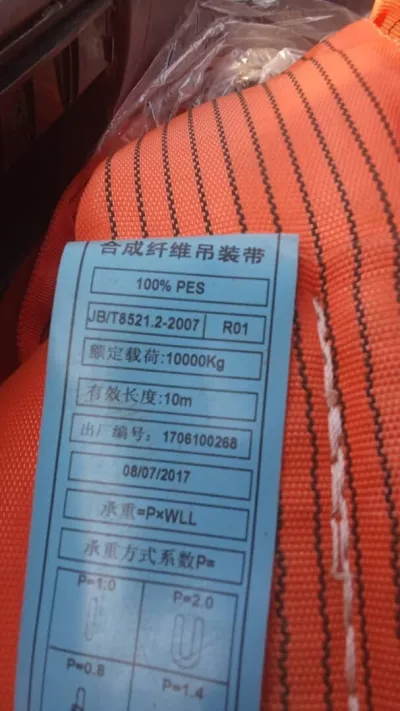 合成纤维吊装带
100% PES
JB/T8521.2-2007 R01
额定载荷:10000Kg
有效长度:10m
出厂编号: 1706100268
08/07/2017
承重=P×WLL
承重方式系数P=
P=1.0 P=2.0
P=0.8 P=1.4